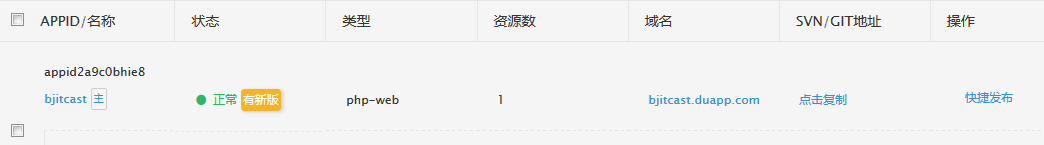 APPID/名称 状态 类型 资源数 域名 SVN/GIT地址 操作
appid2a9c0bhie8
bjitcast 主 正常 有新版 php-web 1 bjitcast.duapp.com 点击复制 快捷发布